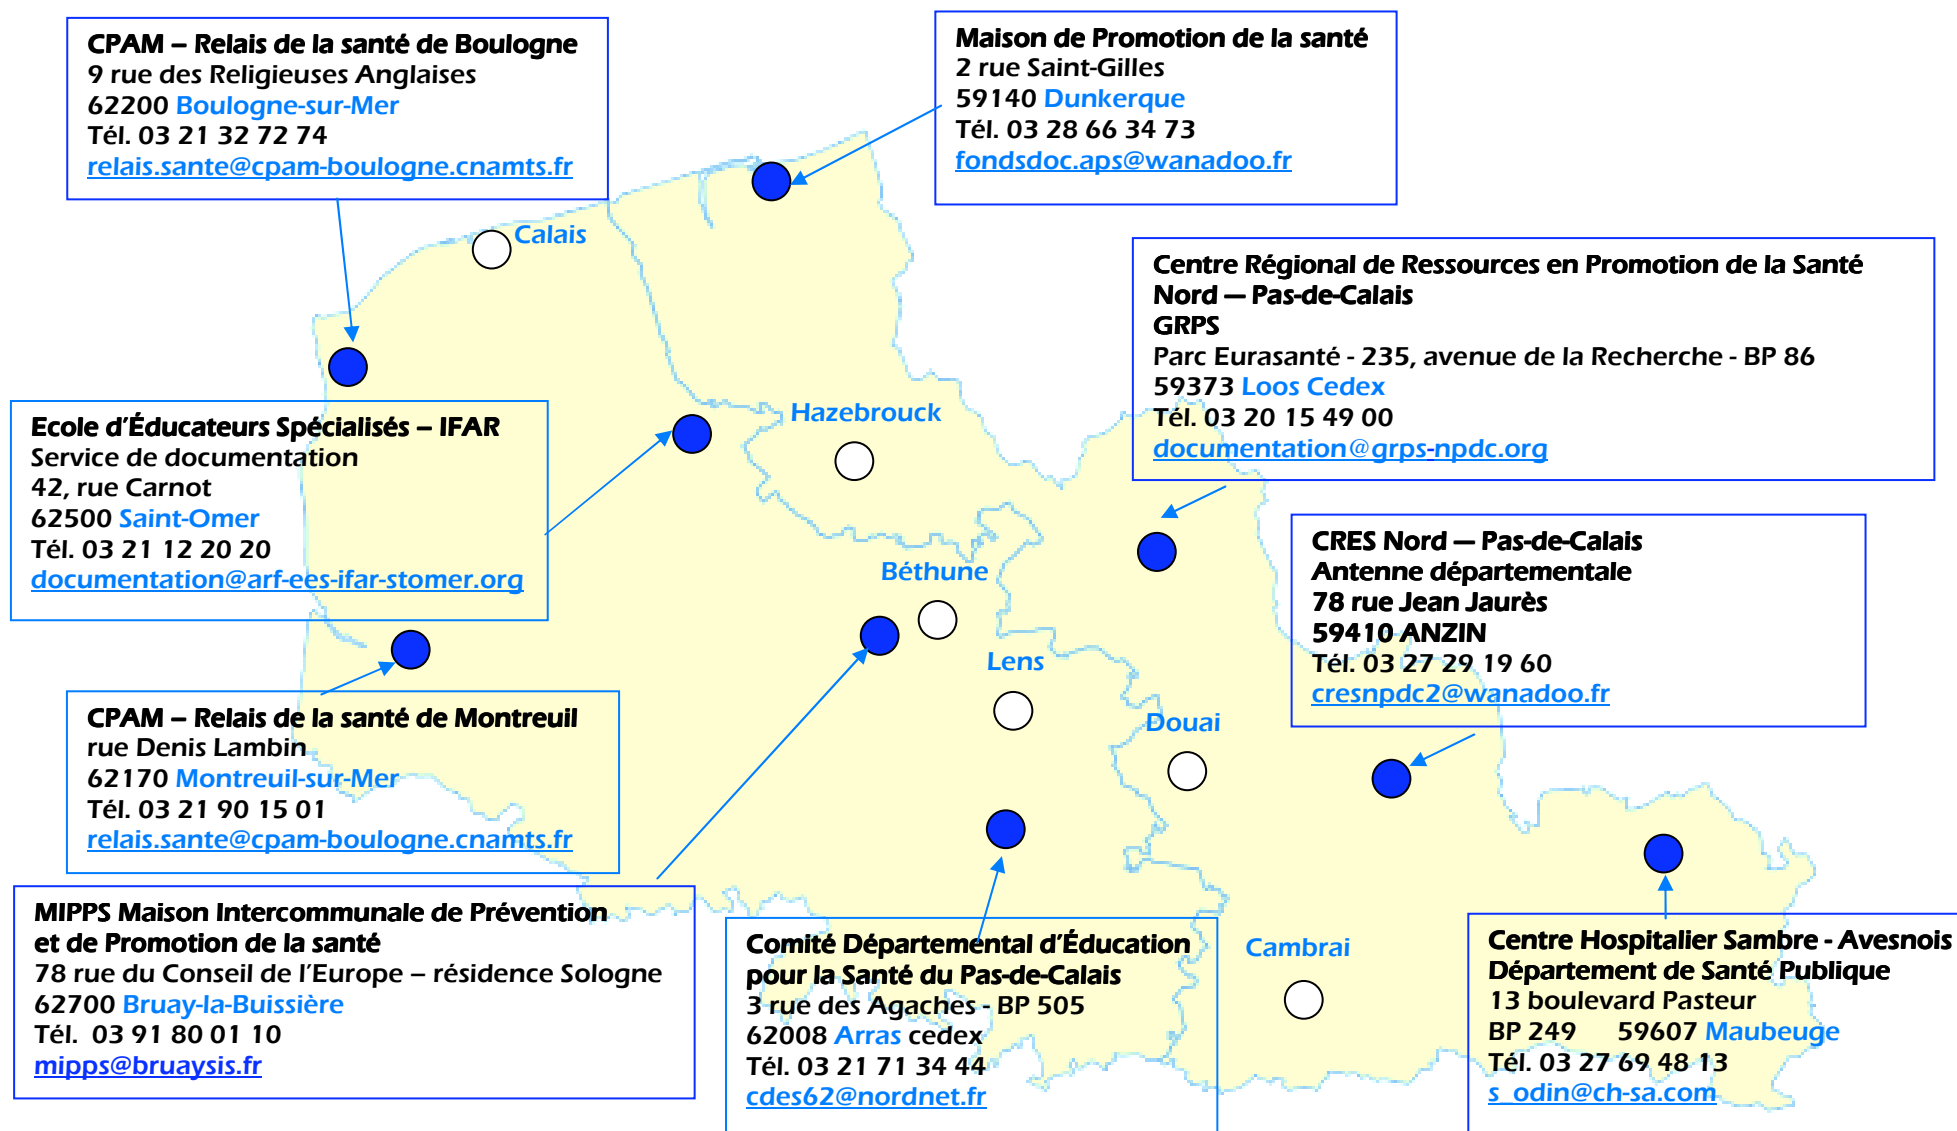 CPAM – Relais de la santé de Boulogne
9 rue des Religieuses Anglaises
62200 Boulogne-sur-Mer
Tél. 03 21 32 72 74
relais.sante@cpam-boulogne.cnamts.fr
Maison de Promotion de la santé
2 rue Saint-Gilles
59140 Dunkerque
Tél. 03 28 66 34 73
fondsdoc.aps@wanadoo.fr
Calais
Centre Régional de Ressources en Promotion de la Santé
Nord — Pas-de-Calais
GRPS
Parc Eurasanté - 235, avenue de la Recherche - BP 86
59373 Loos Cedex
Tél. 03 20 15 49 00
documentation@grps-npdc.org
Hazebrouck
Ecole d'Éducateurs Spécialisés – IFAR
Service de documentation
42, rue Carnot
62500 Saint-Omer
Tél. 03 21 12 20 20
documentation@arf-ees-ifar-stomer.org
CRES Nord — Pas-de-Calais
Antenne départementale
78 rue Jean Jaurès
59410 ANZIN
Tél. 03 27 29 19 60
cresnpdc2@wanadoo.fr
Béthune
Lens
Douai
CPAM – Relais de la santé de Montreuil
rue Denis Lambin
62170 Montreuil-sur-Mer
Tél. 03 21 90 15 01
relais.sante@cpam-boulogne.cnamts.fr
MIPPS Maison Intercommunale de Prévention
et de Promotion de la santé
78 rue du Conseil de l'Europe – résidence Sologne
62700 Bruay-la-Buissière
Tél. 03 91 80 01 10
mipps@bruaysis.fr
Comité Départemental d'Éducation
pour la Santé du Pas-de-Calais
3 rue des Agaches - BP 505
62008 Arras cedex
Tél. 03 21 71 34 44
cdes62@nordnet.fr
Cambrai
Centre Hospitalier Sambre - Avesnois
Département de Santé Publique
13 boulevard Pasteur
BP 249 59607 Maubeuge
Tél. 03 27 69 48 13
s_odin@ch-sa.com